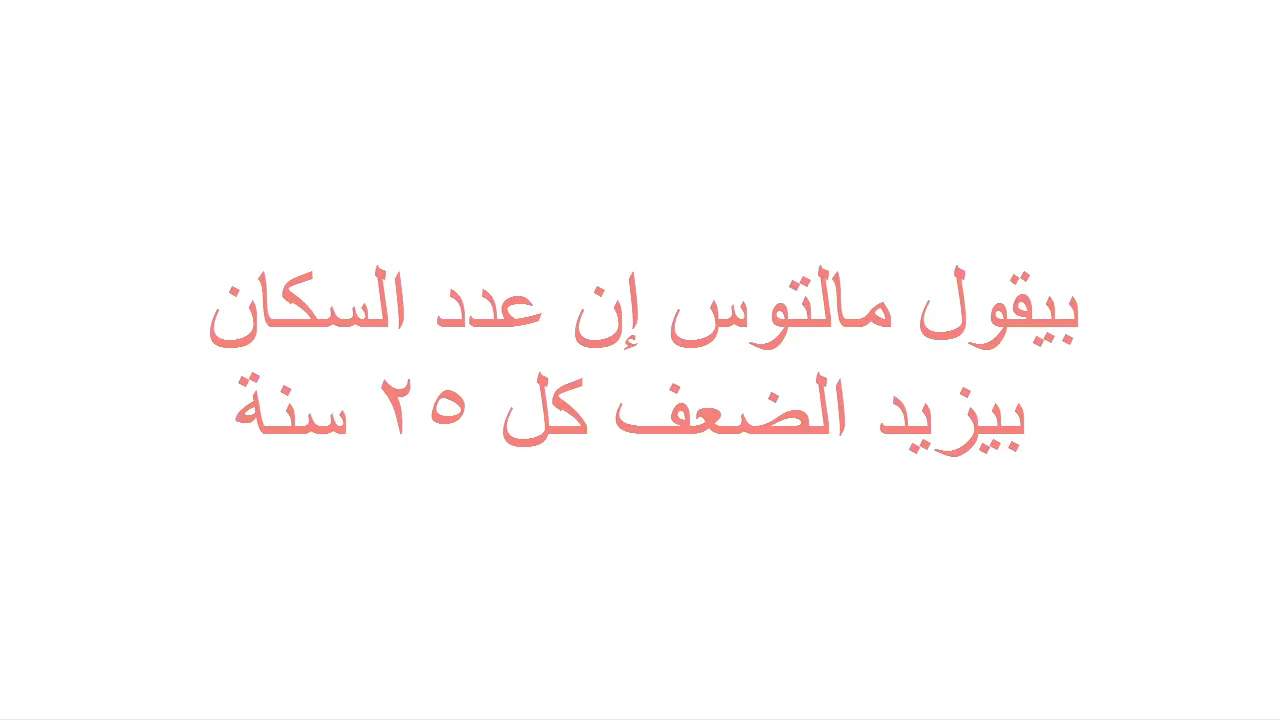 بيقول مالتوس إن عدد السكان
بيزيد الضعف كل ٢٥ سنة